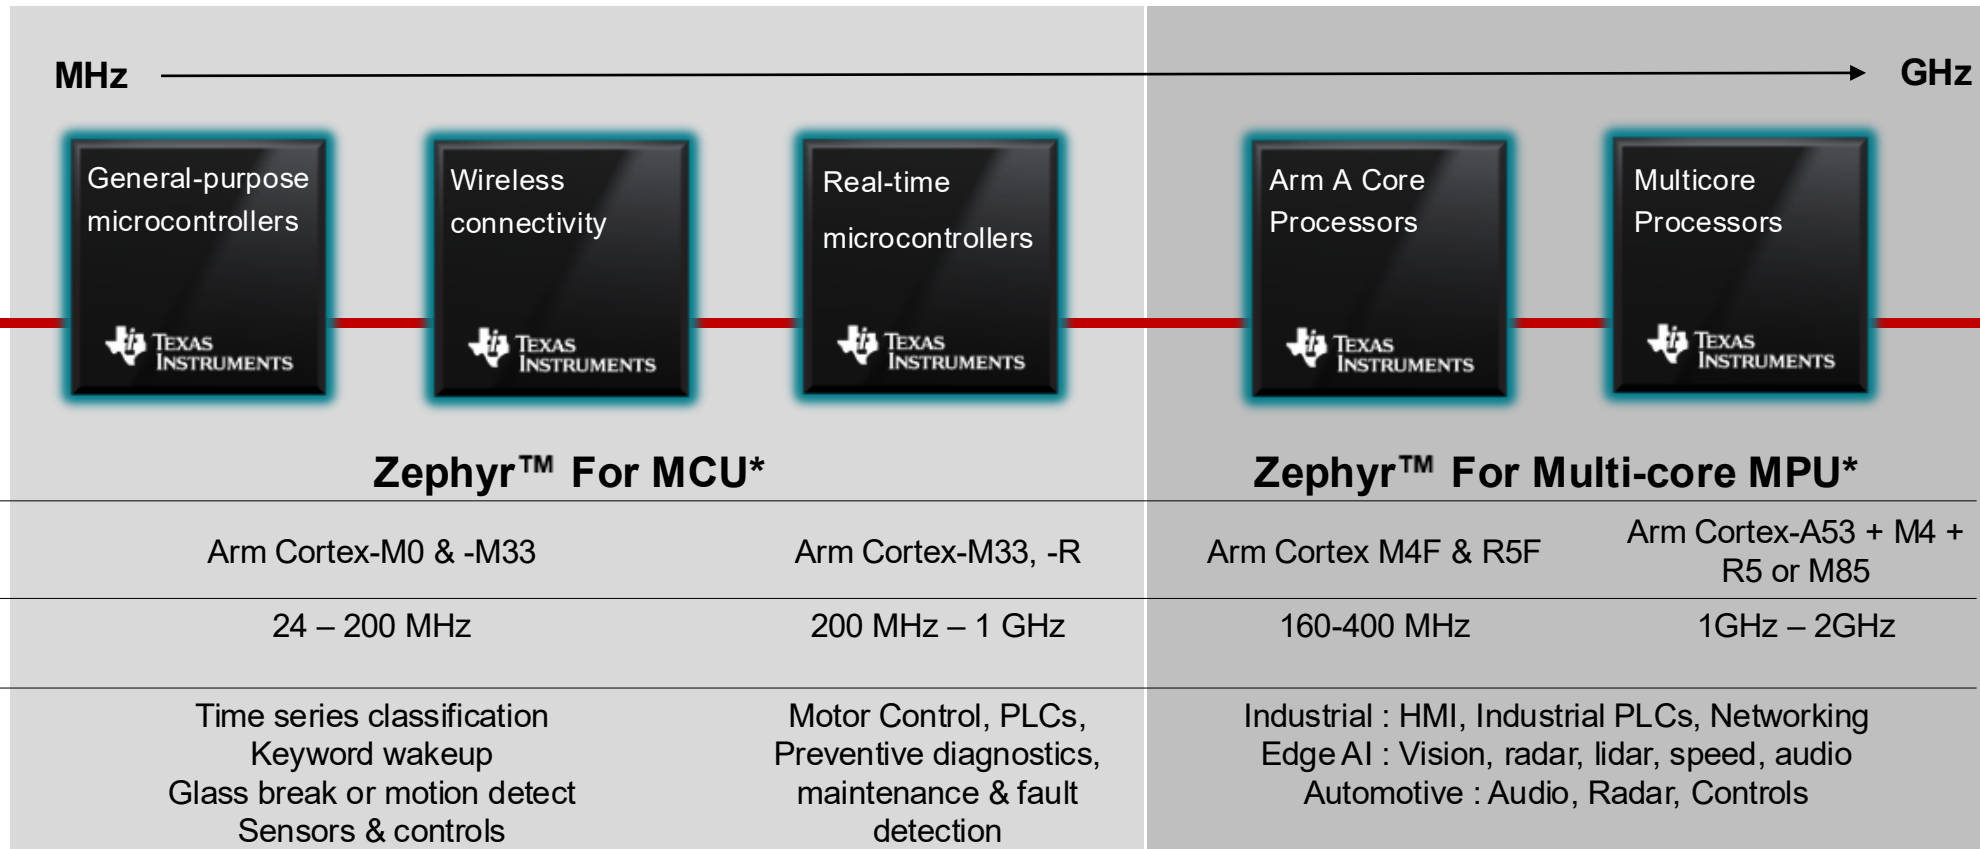 MHz
GHz
General-purpose
microcontrollers
TEXAS
INSTRUMENTS
Wireless
connectivity
TEXAS
INSTRUMENTS
Real-time
microcontrollers
TEXAS
INSTRUMENTS
Arm A Core
Processors
TEXAS
INSTRUMENTS
Multicore
Processors
TEXAS
INSTRUMENTS
Zephyr™ For MCU*
Zephyr™ For Multi-core MPU*
Arm Cortex-M0 & -M33
Arm Cortex-M33, -R
Arm Cortex M4F & R5F
Arm Cortex-A53 + M4 +
R5 or M85
24 – 200 MHz
200 MHz – 1 GHz
160-400 MHz
1GHz – 2GHz
Time series classification
Keyword wakeup
Glass break or motion detect
Sensors & controls
Motor Control, PLCs,
Preventive diagnostics,
maintenance & fault
detection
Industrial : HMI, Industrial PLCs, Networking
Edge AI : Vision, radar, lidar, speed, audio
Automotive : Audio, Radar, Controls